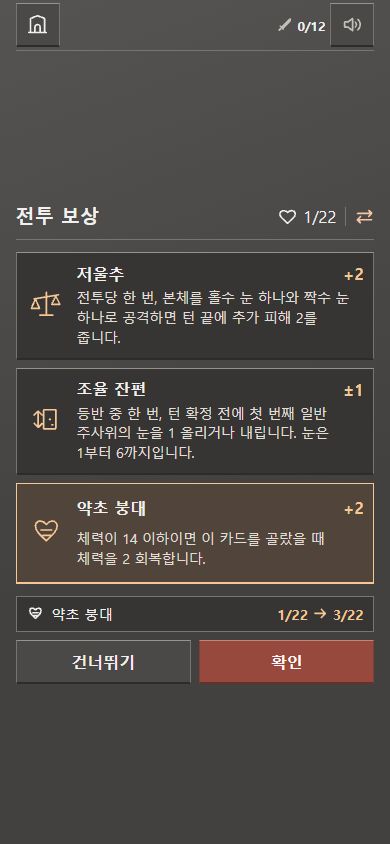 0/12
전투 보상 1/22
저울추 +2
전투당 한 번, 본체를 홀수 눈 하나와 짝수 눈
하나로 공격하면 턴 끝에 추가 피해 2를
줍니다.
조율 잔편 ±1
등반 중 한 번, 턴 확정 전에 첫 번째 일반
주사위의 눈을 1 올리거나 내립니다. 눈은
1부터 6까지입니다.
약초 붕대 +2
체력이 14 이하이면 이 카드를 골랐을 때
체력을 2 회복합니다.
약초 붕대 1/22 → 3/22
건너뛰기 확인